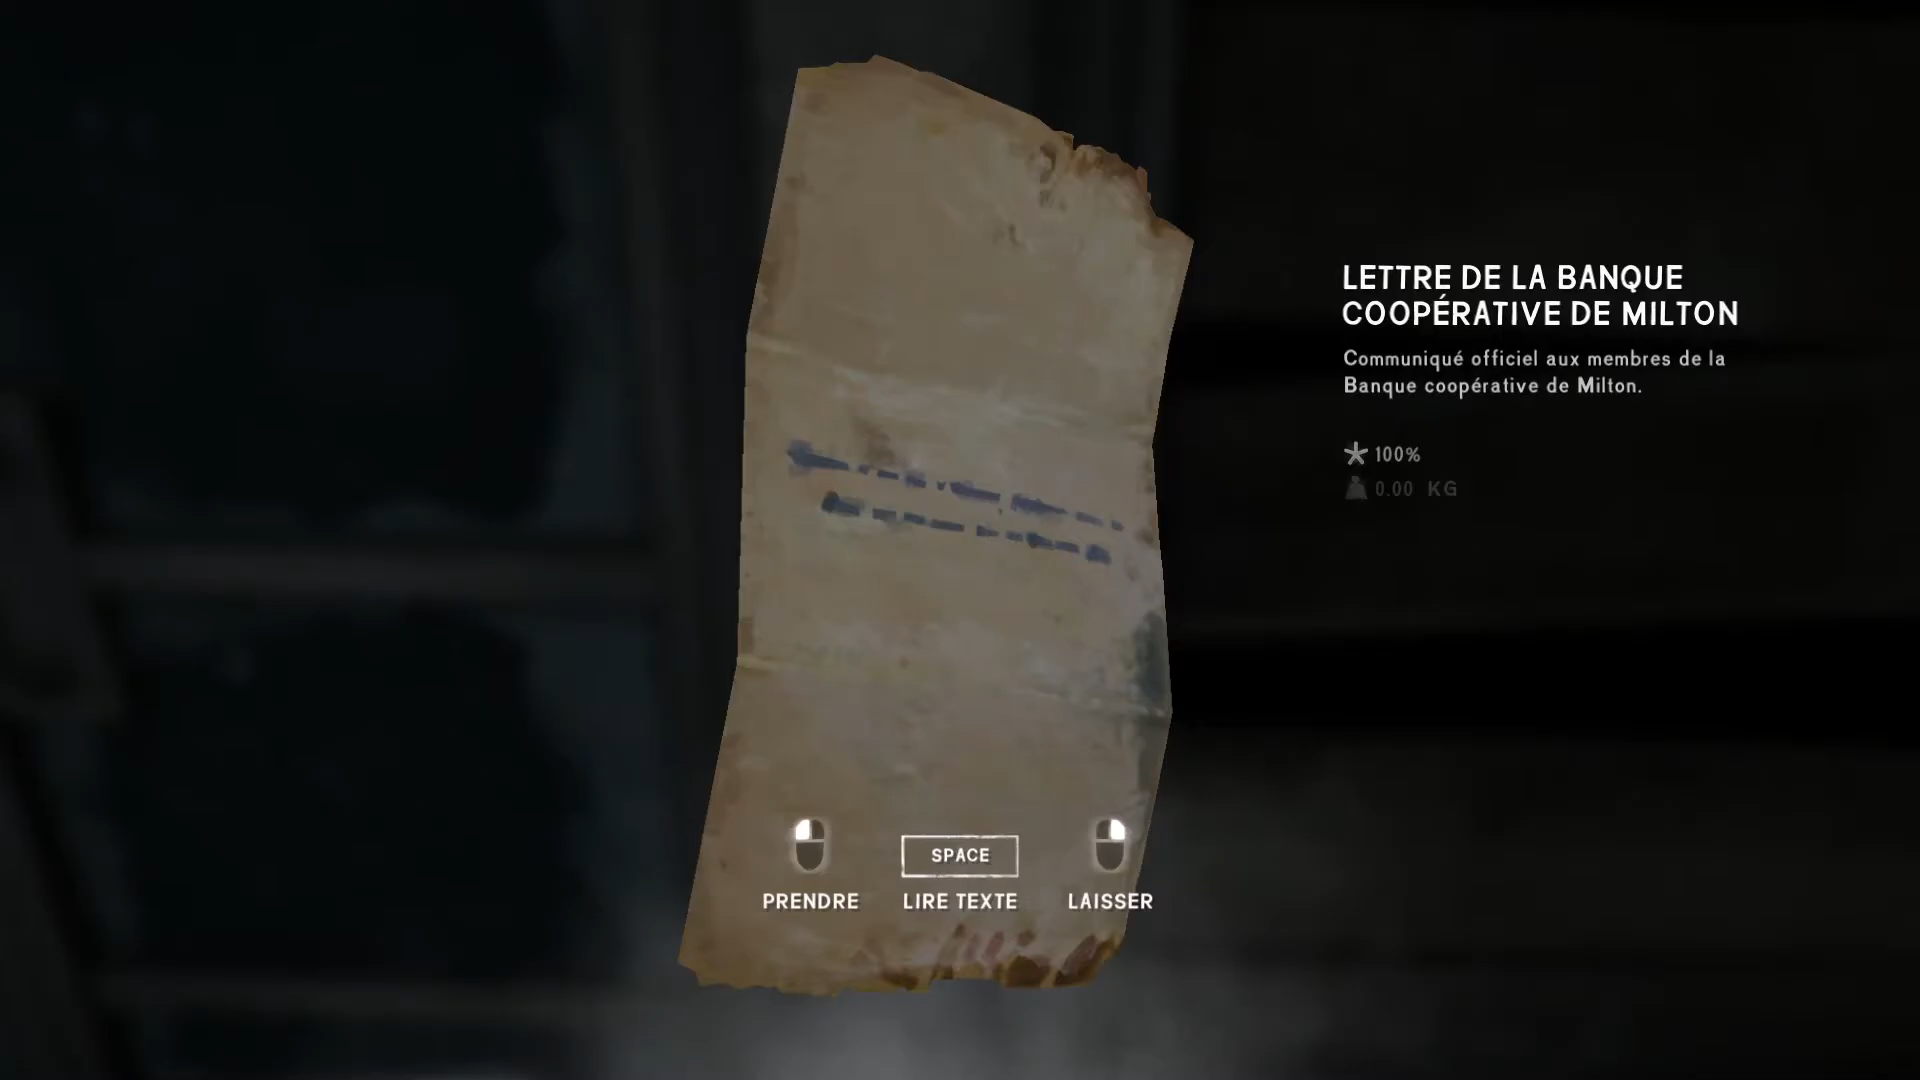 LETTRE DE LA BANQUE
COOPÉRATIVE DE MILTON
Communiqué officiel aux membres de la
Banque coopérative de Milton.
100%
0.00 KG
SPACE
PRENDRE LIRE TEXTE LAISSER